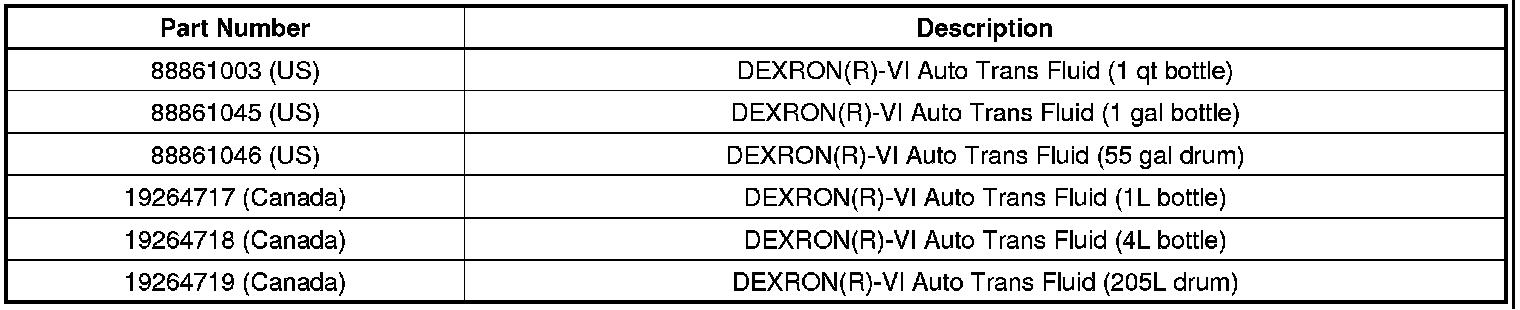 Part Number Description
88861003 (US) DEXRON(R)-VI Auto Trans Fluid (1 qt bottle)
88861045 (US) DEXRON(R)-VI Auto Trans Fluid (1 gal bottle)
88861046 (US) DEXRON(R)-VI Auto Trans Fluid (55 gal drum)
19264717 (Canada) DEXRON(R)-VI Auto Trans Fluid (1L bottle)
19264718 (Canada) DEXRON(R)-VI Auto Trans Fluid (4L bottle)
19264719 (Canada) DEXRON(R)-VI Auto Trans Fluid (205L drum)